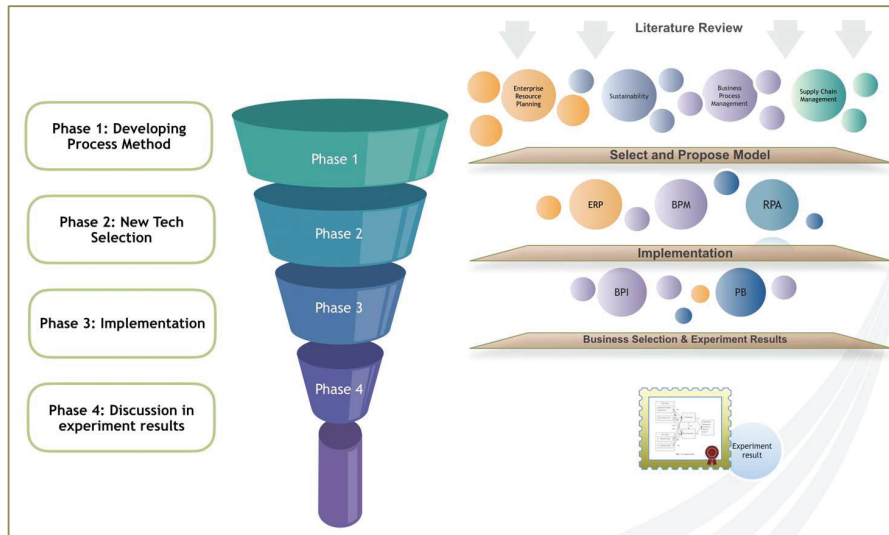 Literature Review
Enterprise
Resource
Planning
Sustainability
Business
Process
Management
Supply Chain
Management
Phase 1: Developing
Process Method
Phase 1
Select and Propose Model
Phase 2: New Tech
Selection
Phase 2
ERP
BPM
RPA
Implementation
Phase 3: Implementation
Phase 3
BPI
PB
Business Selection & Experiment Results
Phase 4: Discussion in
experiment results
Phase 4
Experiment
result